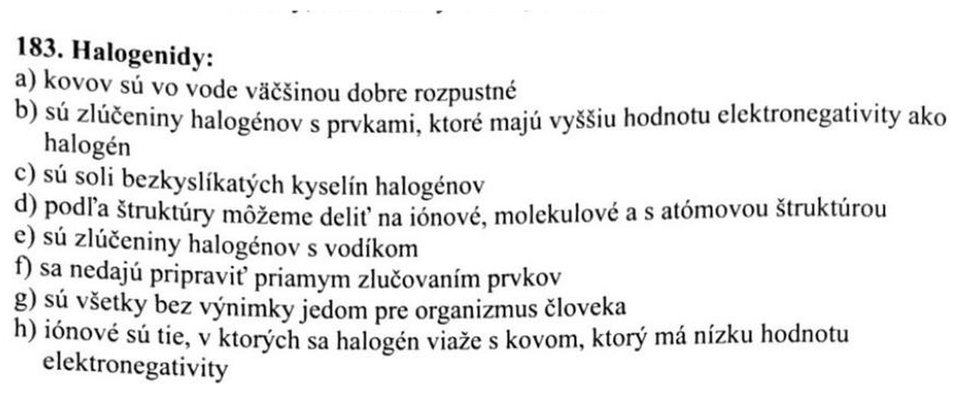 183. Halogenidy:
a) kovov sú vo vode väčšinou dobre rozpustné
b) sú zlúčeniny halogénov s prvkami, ktoré majú vyššiu hodnotu elektronegativity ako
halogén
c) sú soli bezkyslíkatých kyselín halogénov
d) podľa štruktúry môžeme deliť na iónové, molekulové a s atómovou štruktúrou
e) sú zlúčeniny halogénov s vodíkom
f) sa nedajú pripraviť priamym zlučovaním prvkov
g) sú všetky bez výnimky jedom pre organizmus človeka
h) iónové sú tie, v ktorých sa halogén viaže s kovom, ktorý má nízku hodnotu
elektronegativity